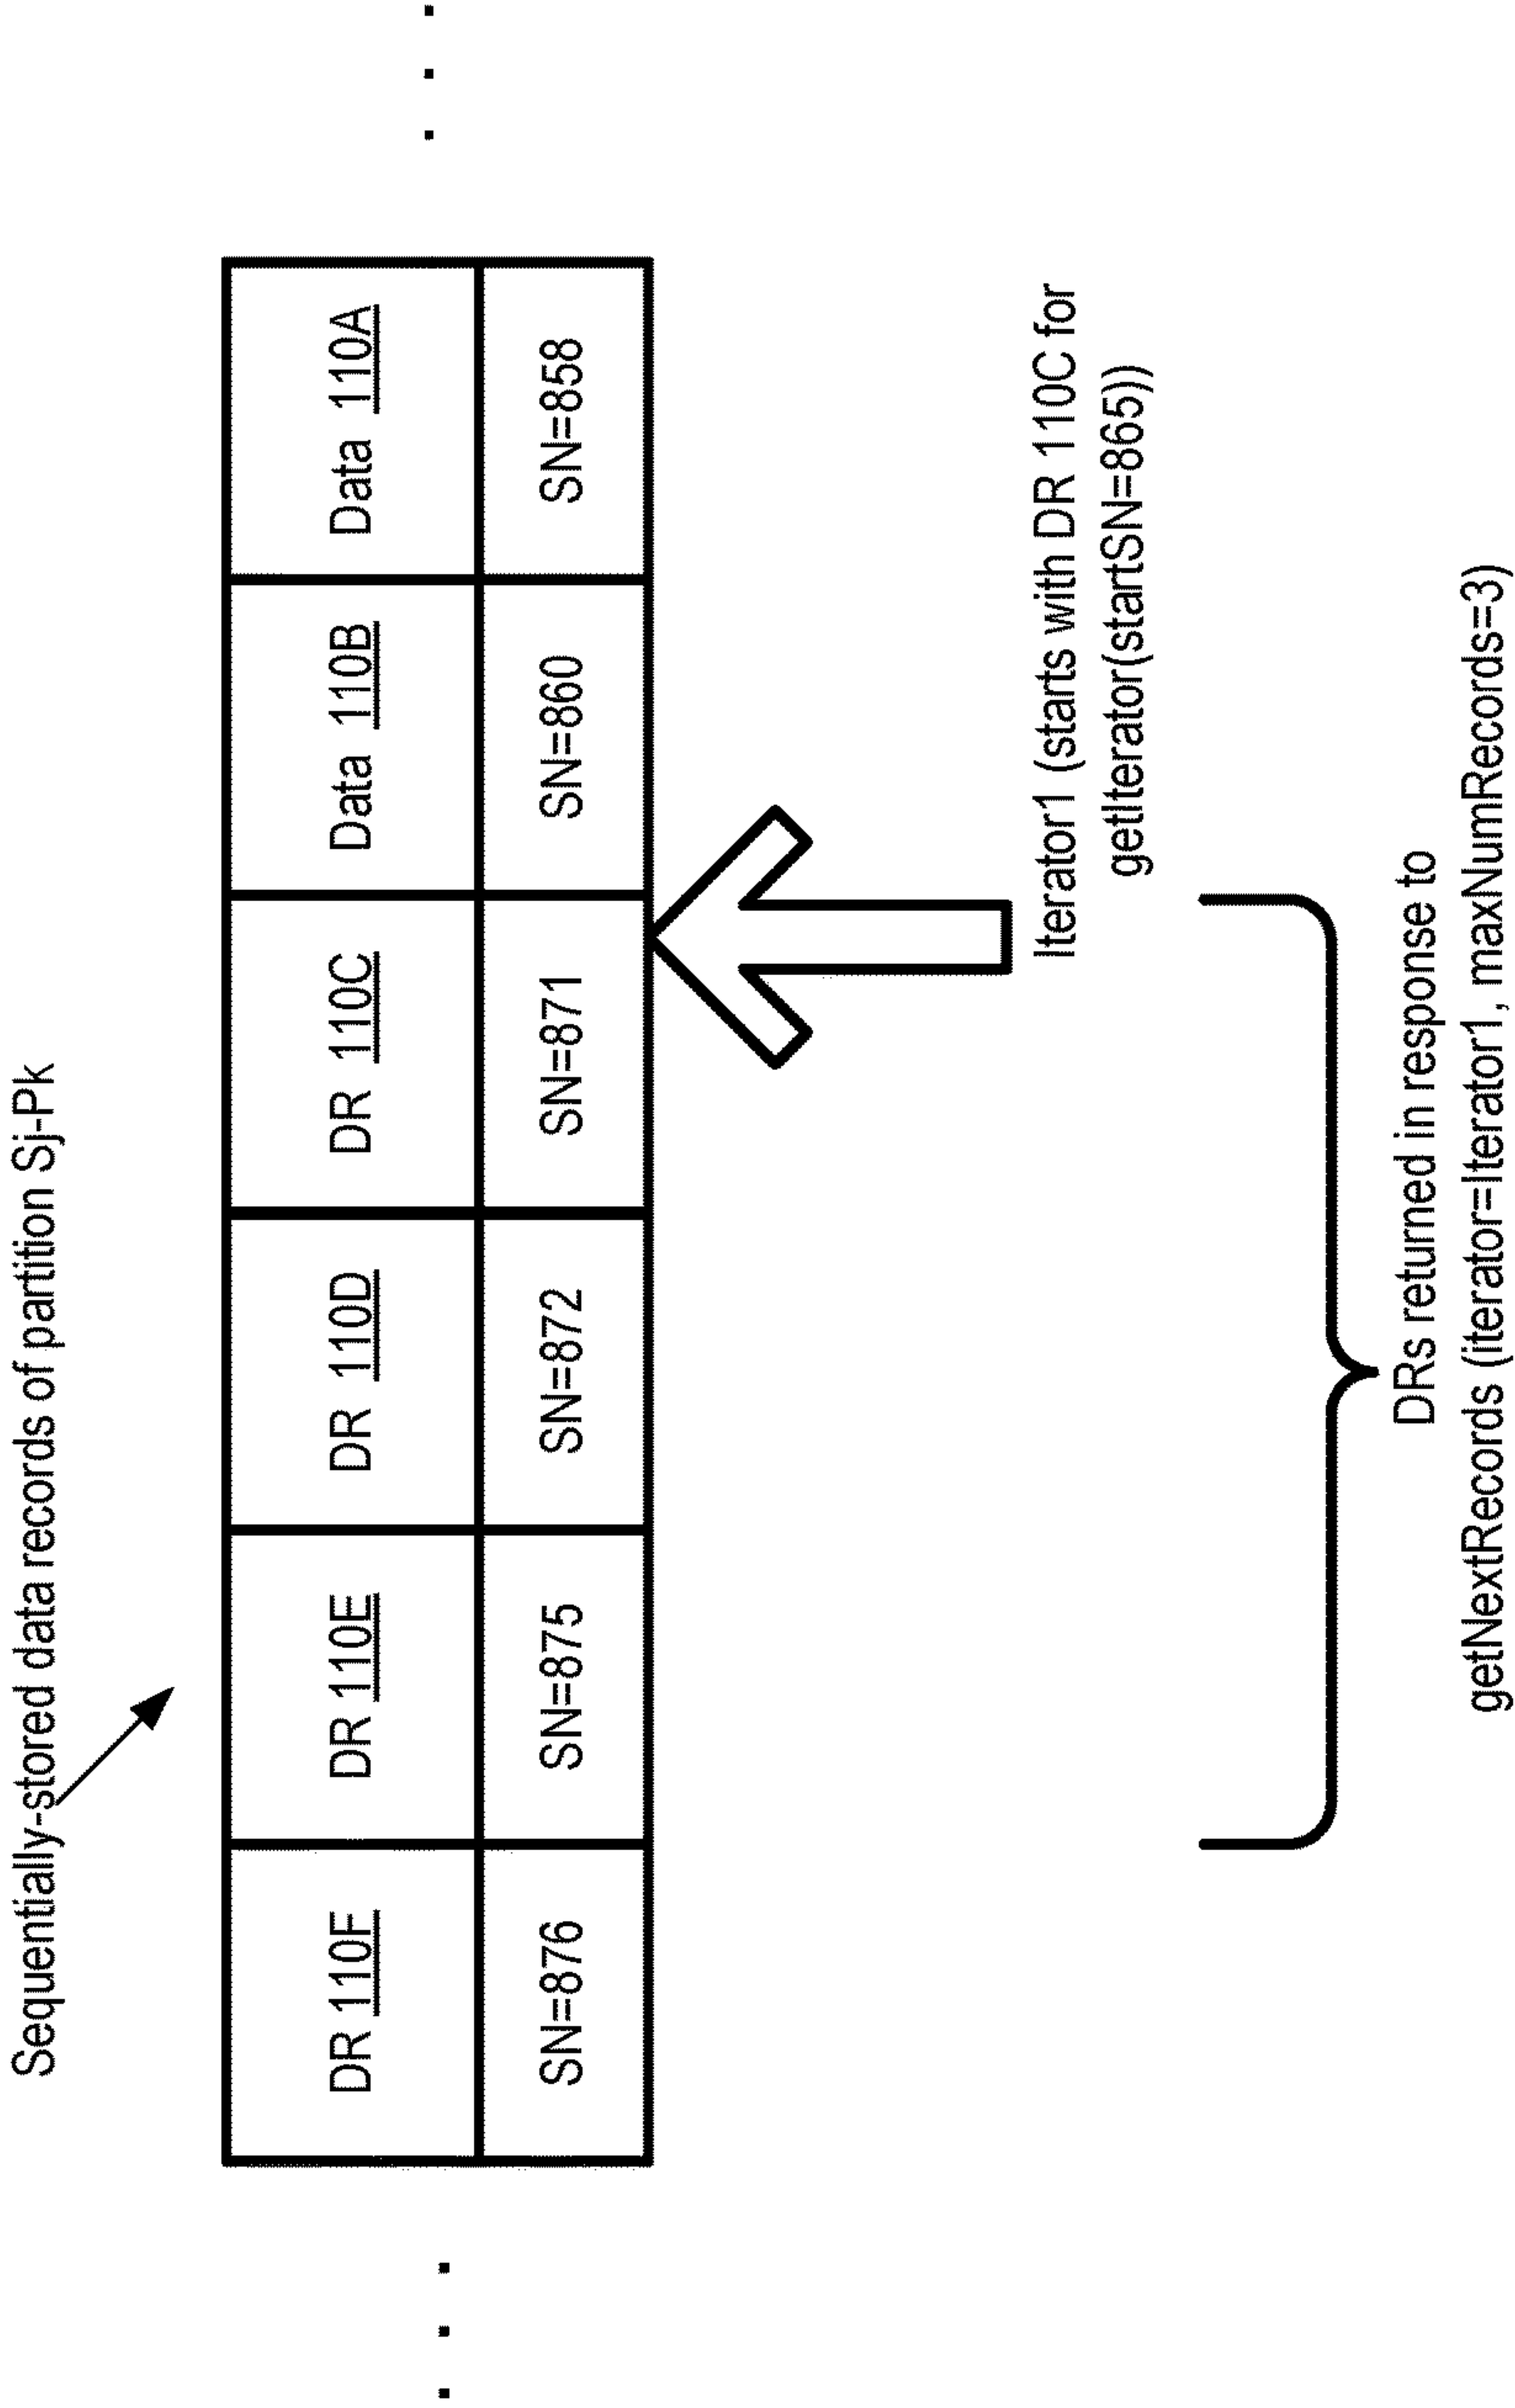 Sequentially-stored data records of partition Sj-Pk
. . .
DR 110F
DR 110E
DR 110D
DR 110C
Data 110B
Data 110A
. . .
SN=876
SN=875
SN=872
SN=871
SN=860
SN=858
Iterator1 (starts with DR 110C for
getIterator(startSN=865))
DRs returned in response to
getNextRecords (iterator=Iterator1, maxNumRecords=3)